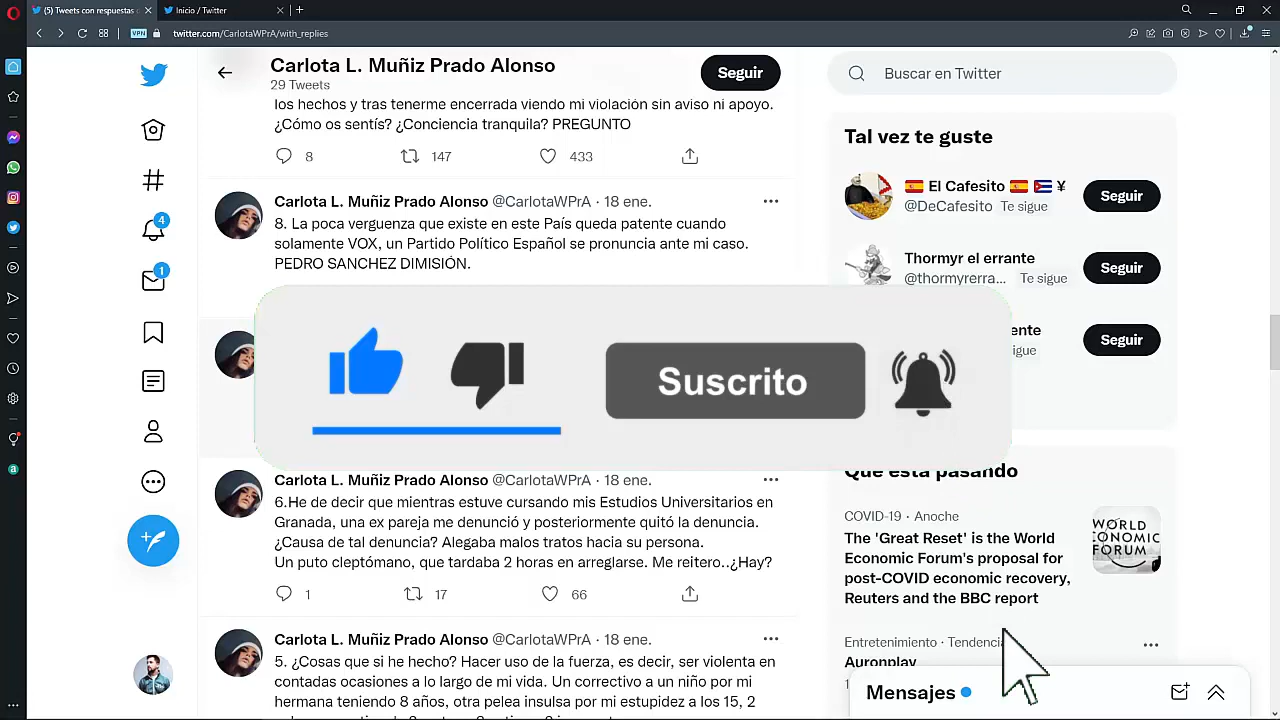 (5) Tweets con respuestas
Inicio / Twitter
VPN
twitter.com/CarlotaWPrA/with_replies
Carlota L. Muñiz Prado Alonso
29 Tweets
Seguir
los hechos y tras tenerme encerrada viendo mi violación sin aviso ni apoyo.
¿Cómo os sentís? ¿Conciencia tranquila? PREGUNTO
8 147 433
Carlota L. Muñiz Prado Alonso @CarlotaWPrA · 18 ene.
8. La poca verguenza que existe en este País queda patente cuando
solamente VOX, un Partido Político Español se pronuncia ante mi caso.
PEDRO SANCHEZ DIMISIÓN.
4
1
Suscrito
Carlota L. Muñiz Prado Alonso @CarlotaWPrA · 18 ene.
6.He de decir que mientras estuve cursando mis Estudios Universitarios en
Granada, una ex pareja me denunció y posteriormente quitó la denuncia.
¿Causa de tal denuncia? Alegaba malos tratos hacia su persona.
Un puto cleptómano, que tardaba 2 horas en arreglarse. Me reitero..¿Hay?
1 17 66
Carlota L. Muñiz Prado Alonso @CarlotaWPrA · 18 ene.
5. ¿Cosas que si he hecho? Hacer uso de la fuerza, es decir, ser violenta en
contadas ocasiones a lo largo de mi vida. Un correctivo a un niño por mi
hermana teniendo 8 años, otra pelea insulsa por mi estupidez a los 15, 2
Buscar en Twitter
Tal vez te guste
El Cafesito ¥
@DeCafesito Te sigue
Seguir
Thormyr el errante
@thormyrerra... Te sigue
Seguir
ente
igue
Seguir
Qué está pasando
COVID-19 · Anoche
The 'Great Reset' is the World
Economic Forum's proposal for
post-COVID economic recovery,
Reuters and the BBC report
WORLD
ECONOMIC
FORUM
Entretenimiento · Tendencia
Auronplay
Mensajes